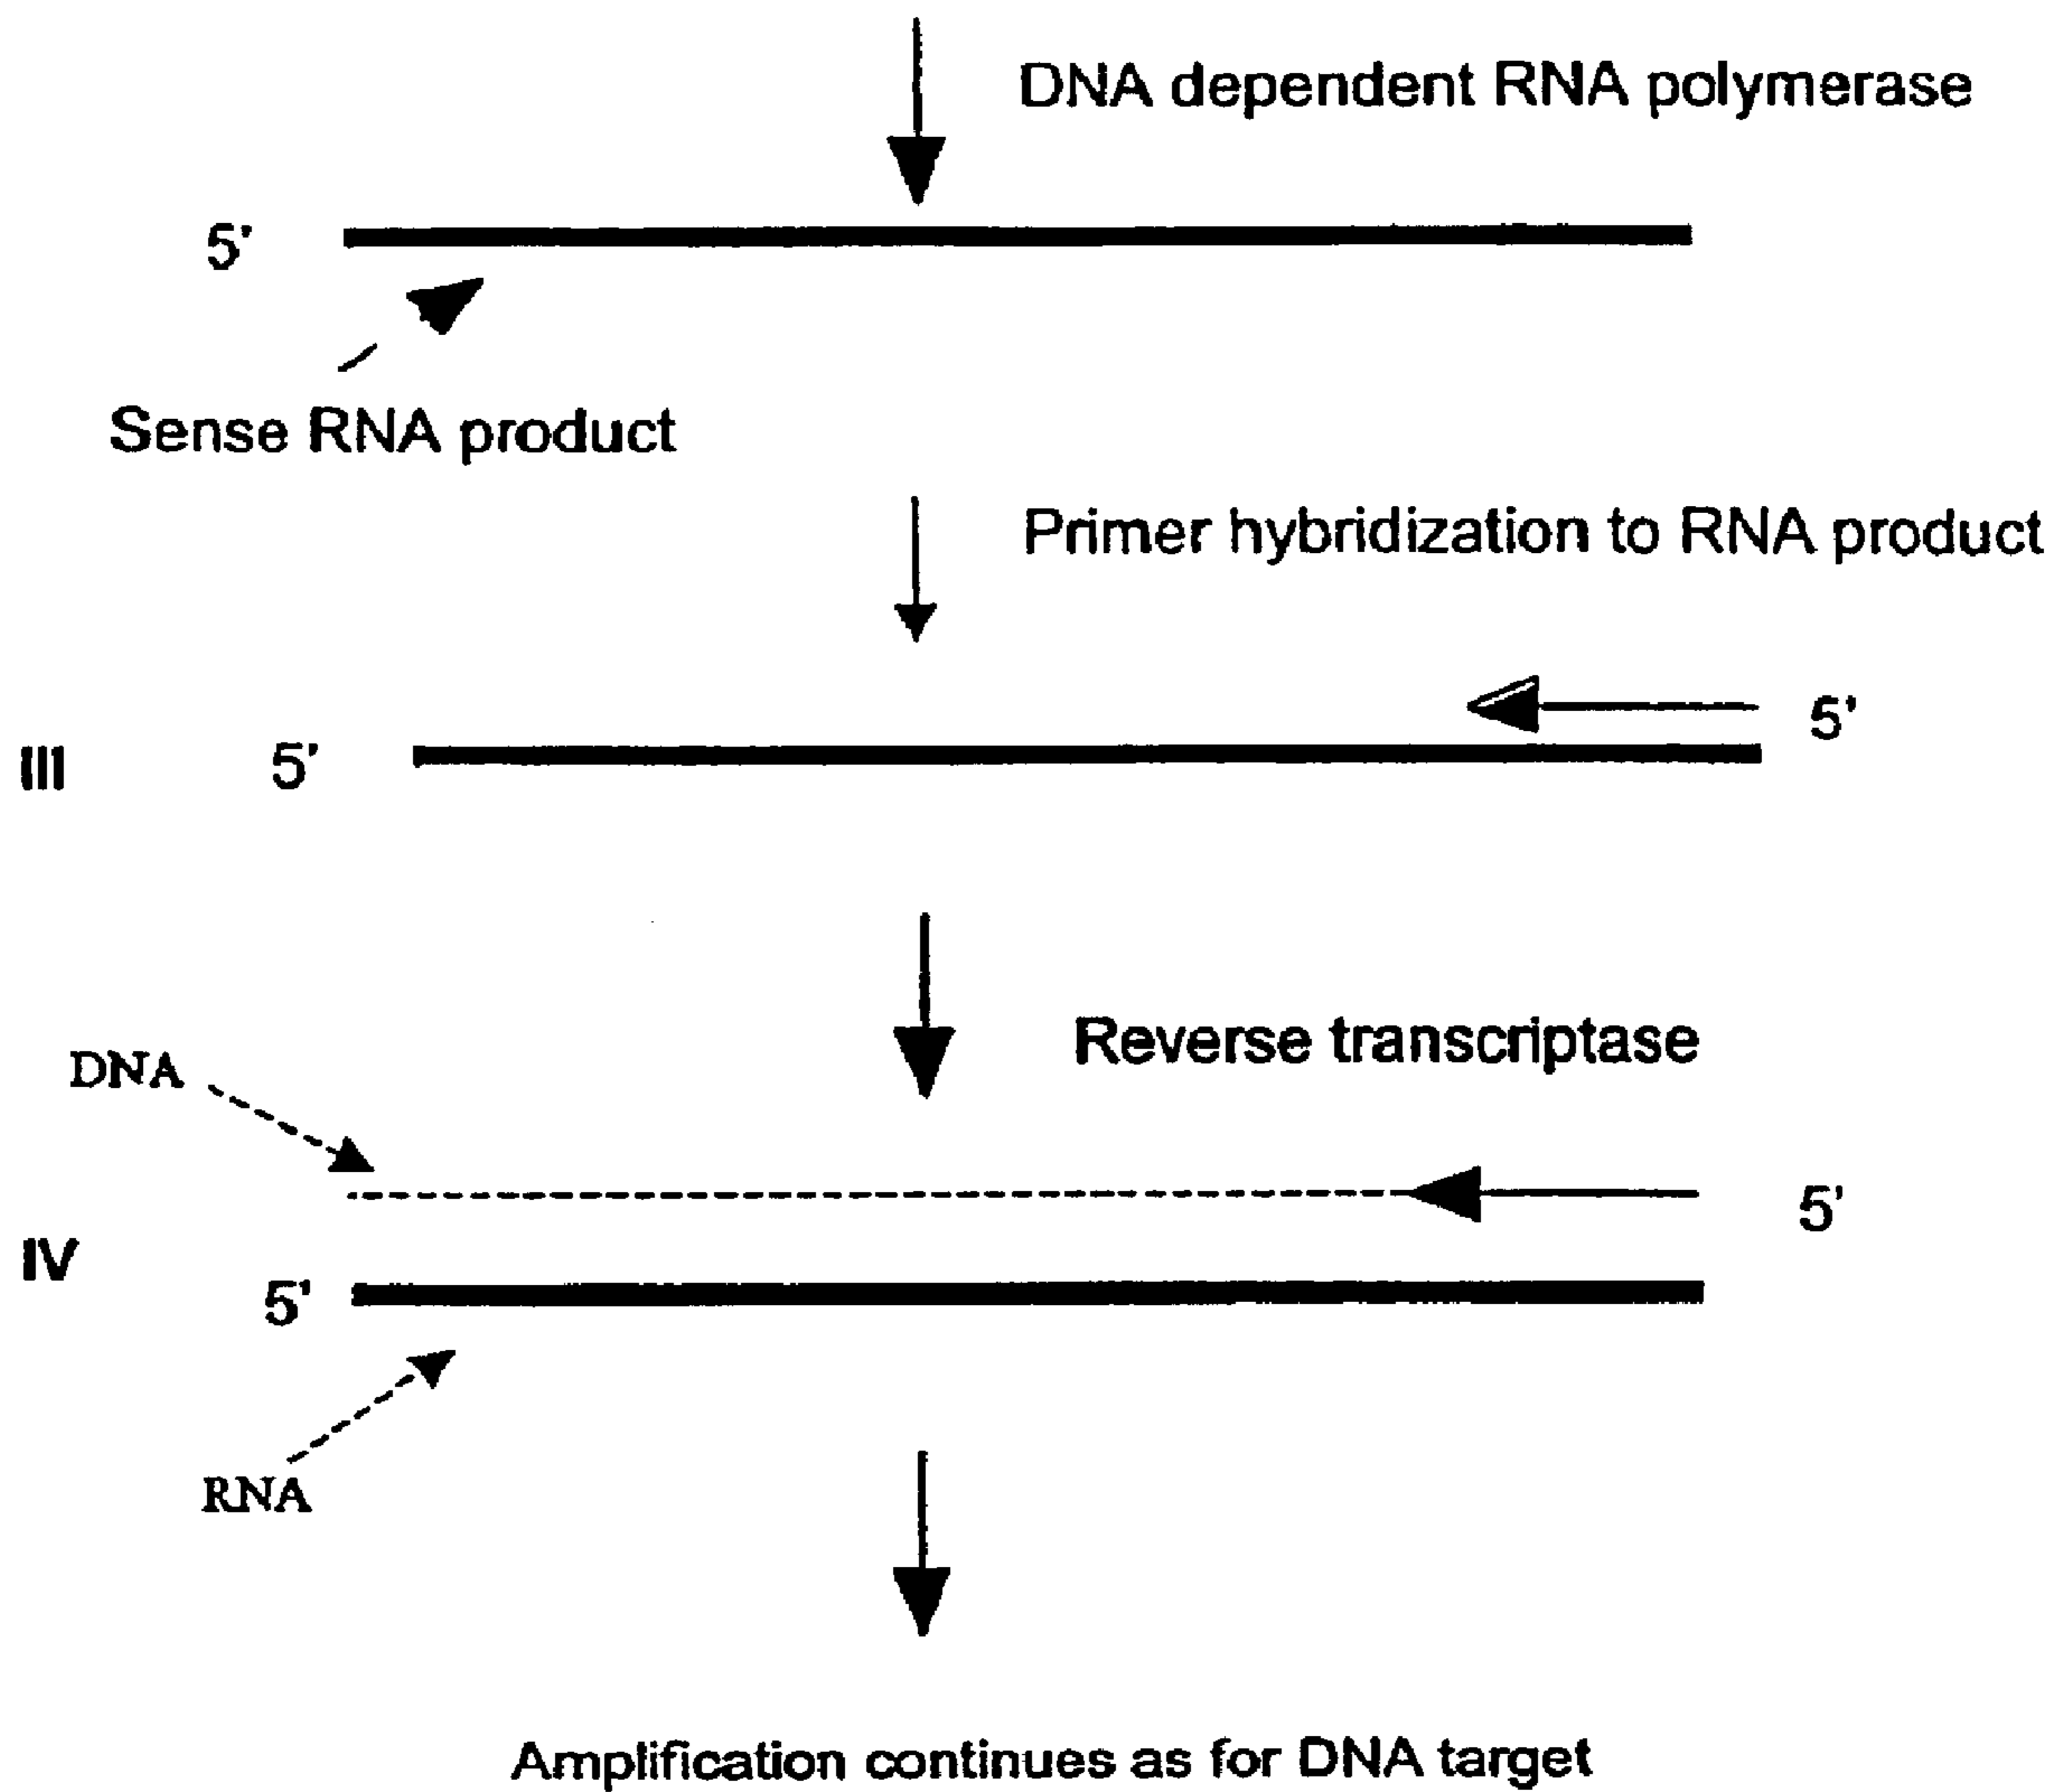 DNA dependent RNA polymerase
5'
Sense RNA product
Primer hybridization to RNA product
5'
III
5'
Reverse transcriptase
DNA
5'
IV
5'
RNA
Amplification continues as for DNA target